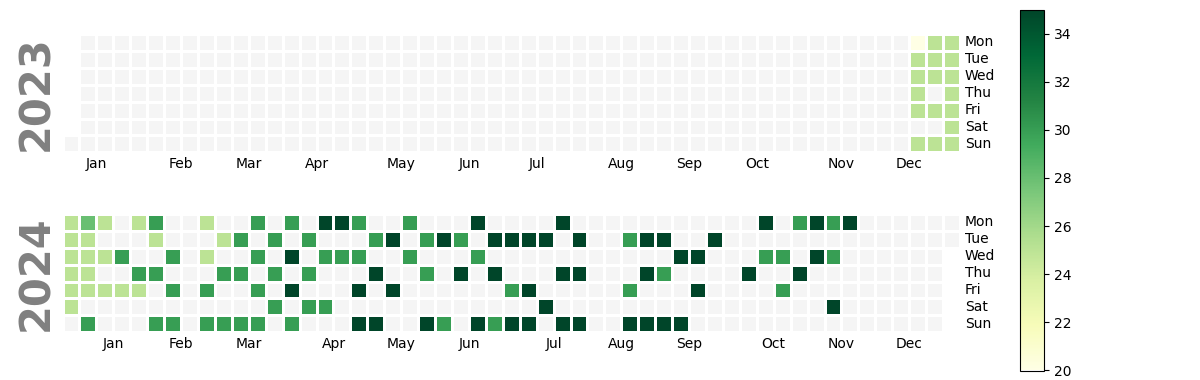 2023
Mon
Tue
Wed
Thu
Fri
Sat
Sun
Jan Feb Mar Apr May Jun Jul Aug Sep Oct Nov Dec
2024
Mon
Tue
Wed
Thu
Fri
Sat
Sun
Jan Feb Mar Apr May Jun Jul Aug Sep Oct Nov Dec
34
32
30
28
26
24
22
20